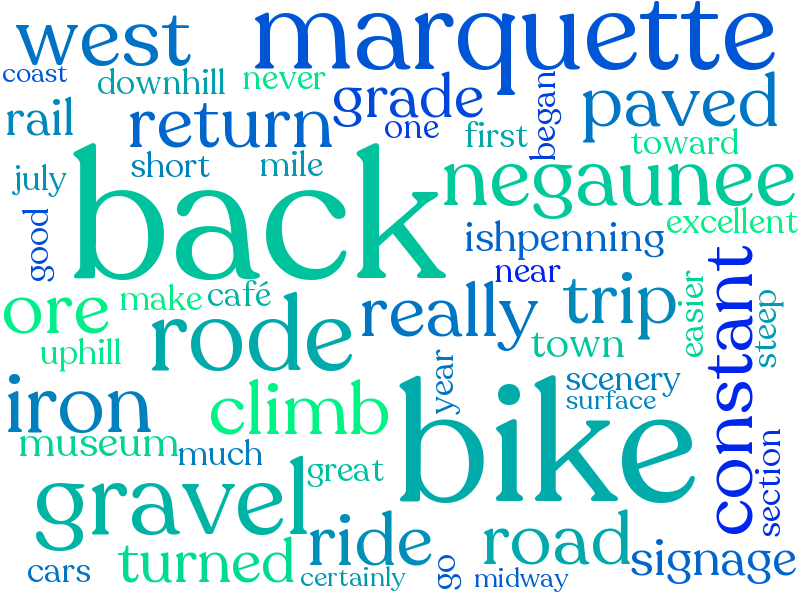 west
marquette
coast
downhill
never
rail
return
grade
one
first
began
paved
toward
july
short
mile
back
negaunee
good
ishpenning
excellent
near
constant
ore
make
café
rode
really
trip
easier
steep
uphill
town
iron
climb
year
scenery
surface
bike
museum
much
great
section
gravel
ride
road
signage
cars
turned
certainly
go
midway